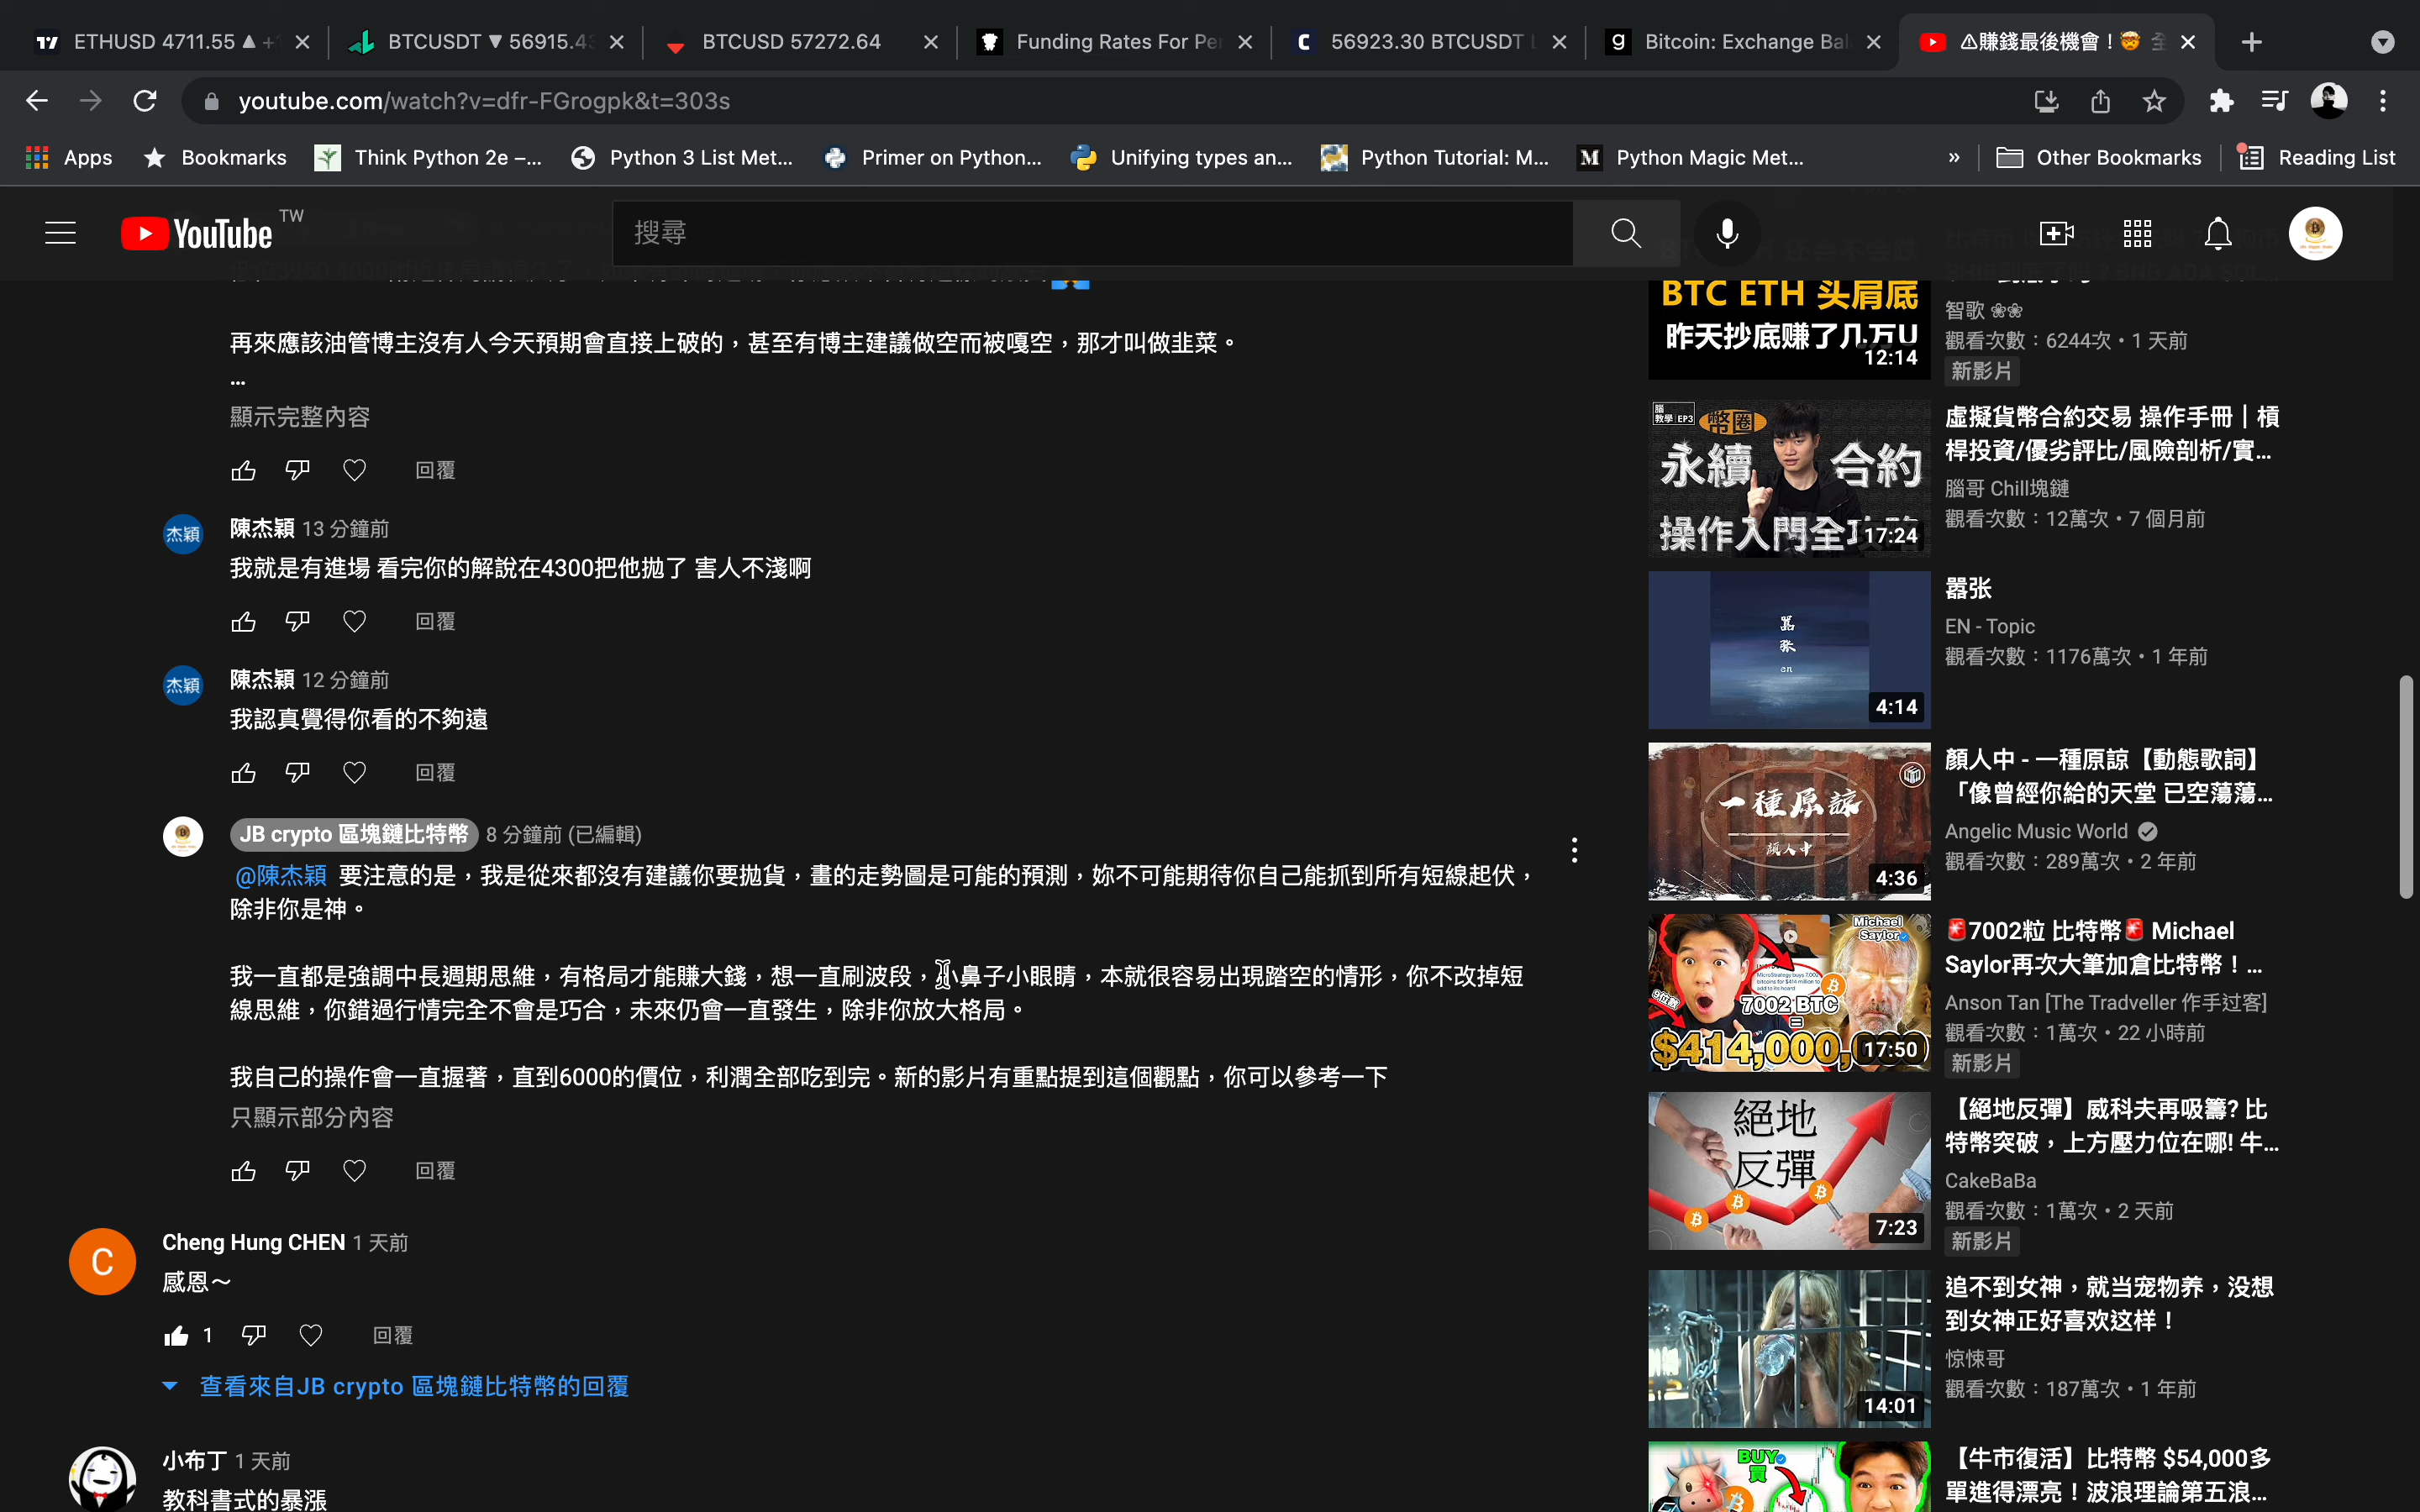 ETHUSD 4711.55 ▲
BTCUSDT ▼ 56915.43
BTCUSD 57272.64
Funding Rates For Per
56923.30 BTCUSDT
Bitcoin: Exchange Bal
⚠賺錢最後機會！🤯
youtube.com/watch?v=dfr-FGrogpk&t=303s
Apps
Bookmarks
Think Python 2e –...
Python 3 List Met...
Primer on Python...
Unifying types an...
Python Tutorial: M...
Python Magic Met...
»
Other Bookmarks
Reading List
YouTube TW
搜尋
再來應該油管博主沒有人今天預期會直接上破的，甚至有博主建議做空而被嘎空，那才叫做韭菜。
...
顯示完整內容
回覆
杰穎
陳杰穎 13 分鐘前
我就是有進場 看完你的解說在4300把他拋了 害人不淺啊
回覆
杰穎
陳杰穎 12 分鐘前
我認真覺得你看的不夠遠
回覆
JB crypto 區塊鏈比特幣 8 分鐘前 (已編輯)
@陳杰穎 要注意的是，我是從來都沒有建議你要拋貨，畫的走勢圖是可能的預測，妳不可能期待你自己能抓到所有短線起伏，
除非你是神。
我一直都是強調中長週期思維，有格局才能賺大錢，想一直刷波段，小鼻子小眼睛，本就很容易出現踏空的情形，你不改掉短
線思維，你錯過行情完全不會是巧合，未來仍會一直發生，除非你放大格局。
我自己的操作會一直握著，直到6000的價位，利潤全部吃到完。新的影片有重點提到這個觀點，你可以參考一下
只顯示部分內容
回覆
C
Cheng Hung CHEN 1 天前
感恩～
1
回覆
查看來自JB crypto 區塊鏈比特幣的回覆
小布丁 1 天前
教科書式的暴漲
BTC ETH 头肩底
昨天抄底赚了几万U
12:14
智歌 ❀❀
觀看次數：6244次・1 天前
新影片
腦
教學 EP3
幣圈
永續 合約
操作入門全攻略
17:24
虛擬貨幣合約交易 操作手冊｜槓
桿投資/優劣評比/風險剖析/實...
腦哥 Chill塊鏈
觀看次數：12萬次・7 個月前
嚣
张
en
4:14
嚣张
EN - Topic
觀看次數：1176萬次・1 年前
一種原諒
顏人中
4:36
顏人中 - 一種原諒【動態歌詞】
「像曾經你給的天堂 已空蕩蕩...
Angelic Music World
觀看次數：289萬次・2 年前
Michael
Saylor
7002 BTC
=
$414,000,000
17:50
🚨7002粒 比特幣🚨 Michael
Saylor再次大筆加倉比特幣！...
Anson Tan [The Tradveller 作手过客]
觀看次數：1萬次・22 小時前
新影片
絕地
反彈
7:23
【絕地反彈】威科夫再吸籌? 比
特幣突破，上方壓力位在哪! 牛...
CakeBaBa
觀看次數：1萬次・2 天前
新影片
14:01
追不到女神，就当宠物养，没想
到女神正好喜欢这样！
惊悚哥
觀看次數：187萬次・1 年前
BUY
買
【牛市復活】比特幣 $54,000多
單進得漂亮！波浪理論第五浪...